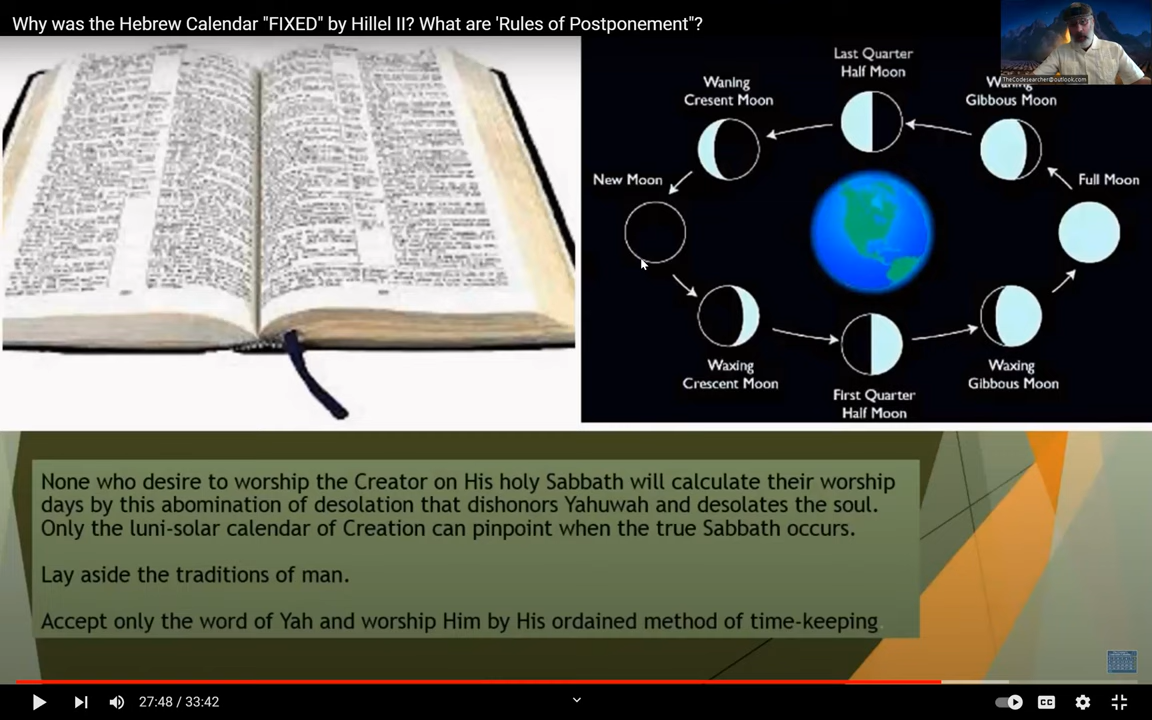 Why was the Hebrew Calendar "FIXED" by Hillel II? What are 'Rules of Postponement"?
TheCodesearcher@outlook.com
Last Quarter
Half Moon
Waning
Cresent Moon
Gibbous Moon
New Moon
Full Moon
Waxing
Crescent Moon
First Quarter
Half Moon
Waxing
Gibbous Moon
None who desire to worship the Creator on His holy Sabbath will calculate their worship
days by this abomination of desolation that dishonors Yahuwah and desolates the soul.
Only the luni-solar calendar of Creation can pinpoint when the true Sabbath occurs.
Lay aside the traditions of man.
Accept only the word of Yah and worship Him by His ordained method of time-keeping.
27:48 / 33:42
CC